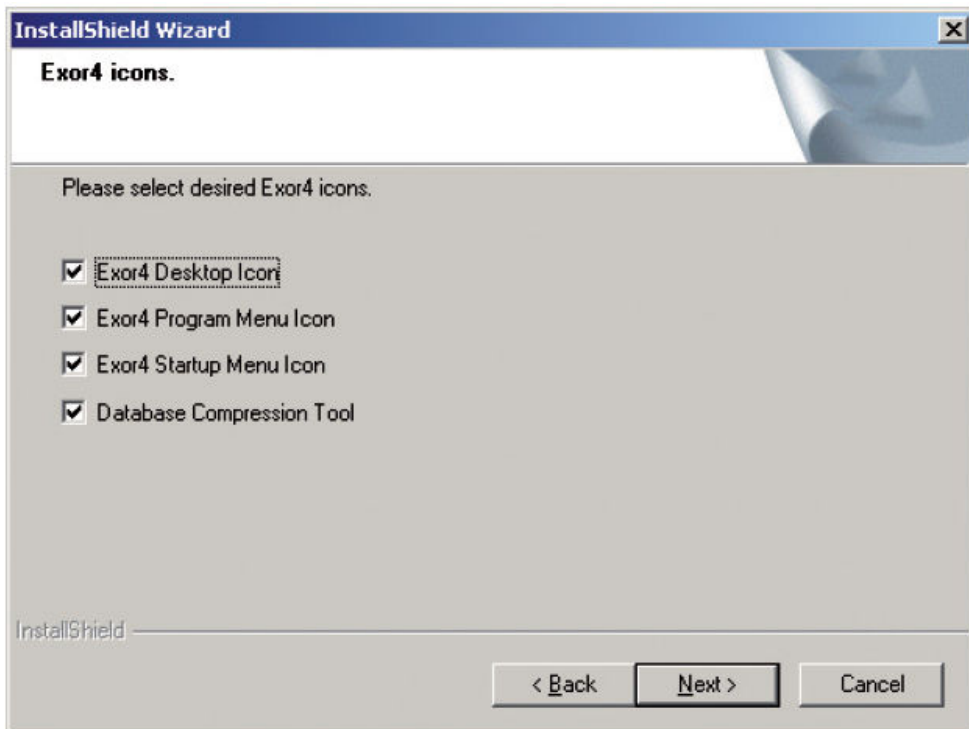 InstallShield Wizard
Exor4 icons.
Please select desired Exor4 icons.
Exor4 Desktop Icon
Exor4 Program Menu Icon
Exor4 Startup Menu Icon
Database Compression Tool
InstallShield
< Back Next > Cancel